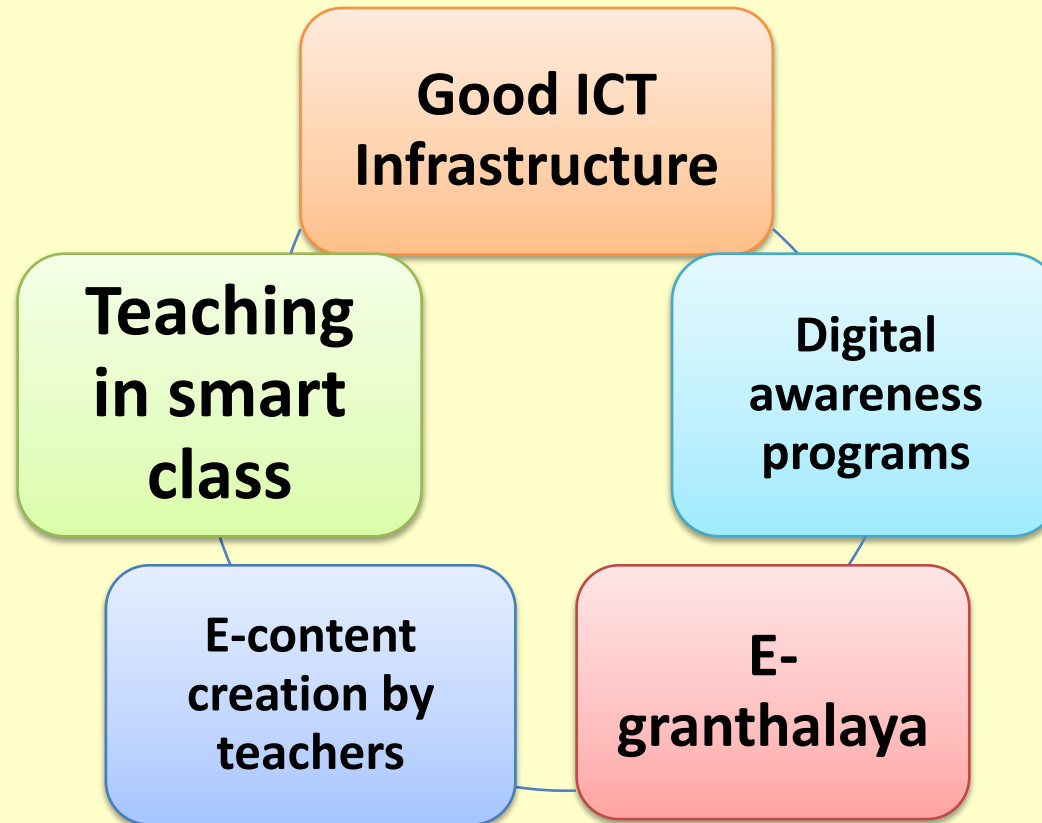 Good ICT
Infrastructure
Teaching
in smart
class
Digital
awareness
programs
E-content
creation by
teachers
E-
granthalaya